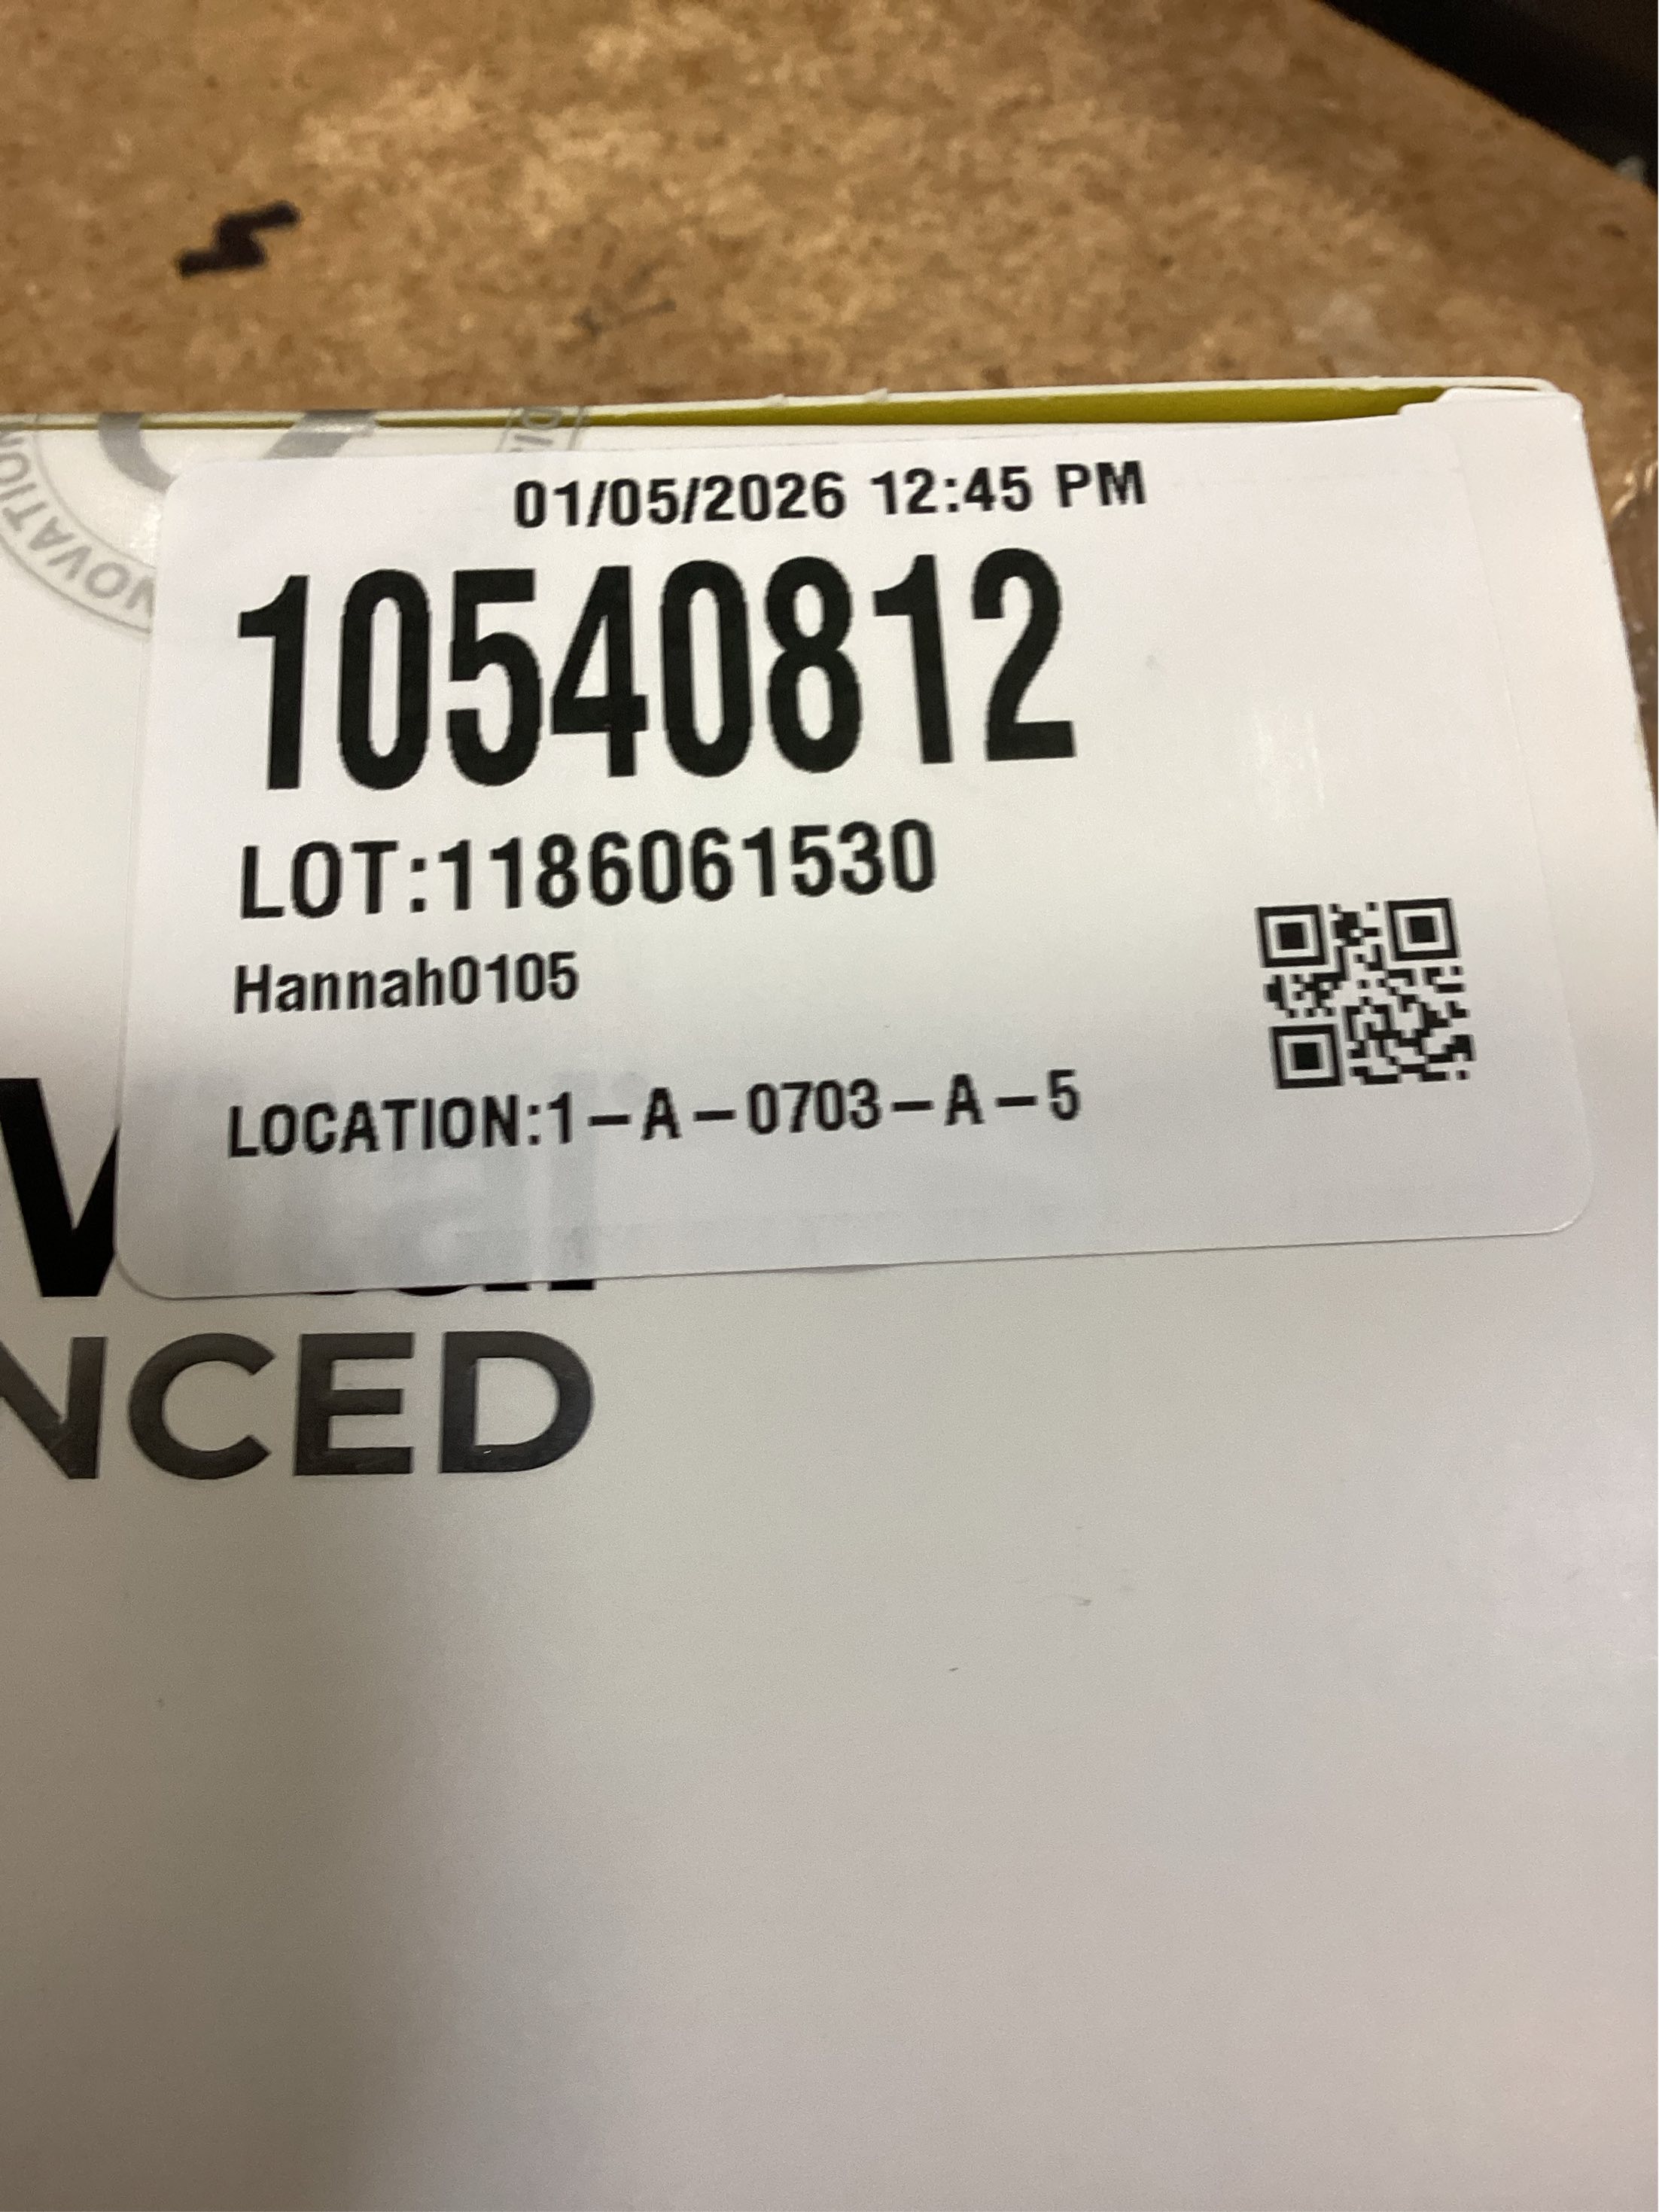 01/05/2026 12:45 PM
10540812
LOT:1186061530
Hannah0105
LOCATION:1-A-0703-A-5
NCED